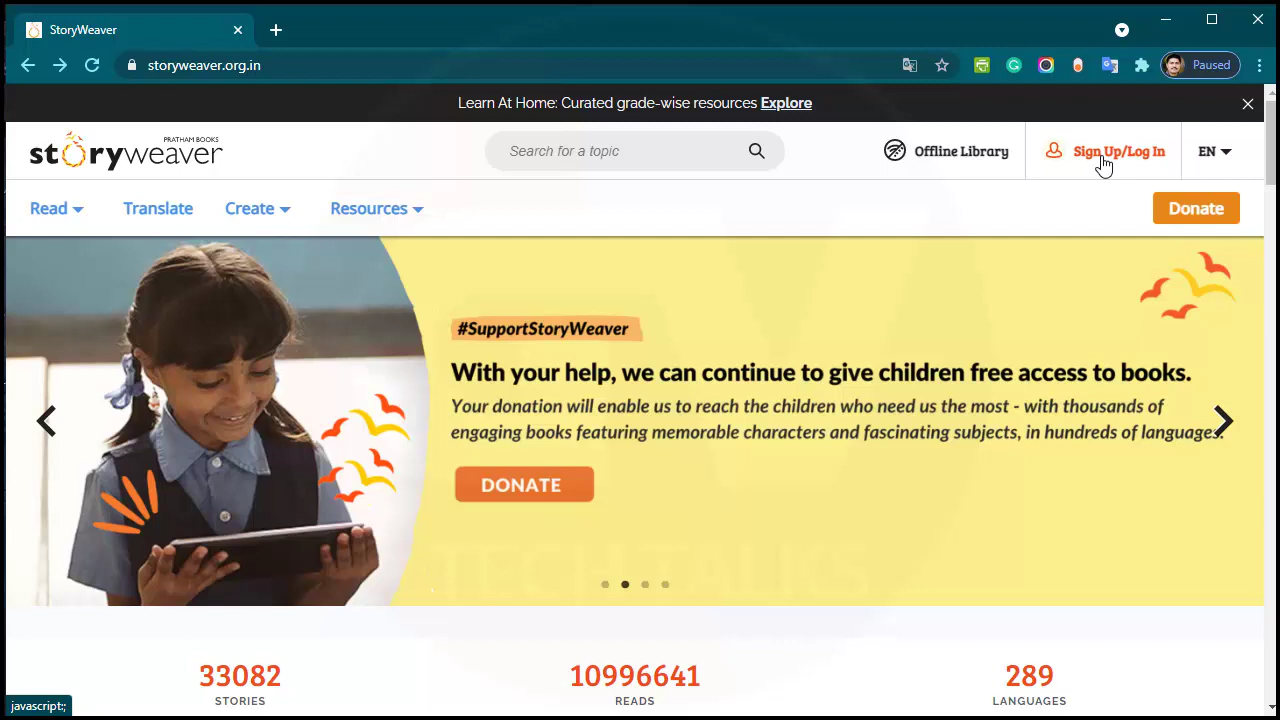 StoryWeaver
storyweaver.org.in
Paused
Learn At Home: Curated grade-wise resources Explore
PRATHAM BOOKS
storyweaver
Search for a topic
Offline Library
Sign Up/Log In
EN
Read
Translate
Create
Resources
Donate
#SupportStoryWeaver
With your help, we can continue to give children free access to books.
Your donation will enable us to reach the children who need us the most - with thousands of
engaging books featuring memorable characters and fascinating subjects, in hundreds of languages.
DONATE
TECH TALKS
33082
10996641
289
STORIES
READS
LANGUAGES
javascript:;